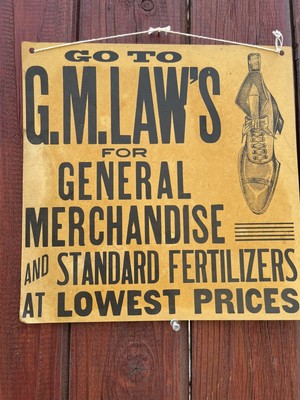 GO TO
G.M.LAW'S
FOR
GENERAL
MERCHANDISE
AND STANDARD FERTILIZERS
AT LOWEST PRICES